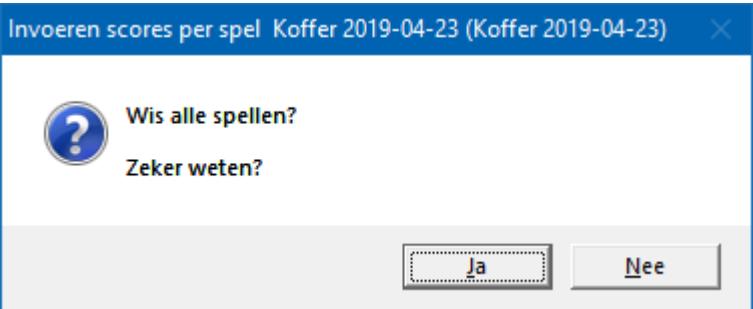 Invoeren scores per spel Koffer 2019-04-23 (Koffer 2019-04-23)
Wis alle spellen?
Zeker weten?
Ja
Nee